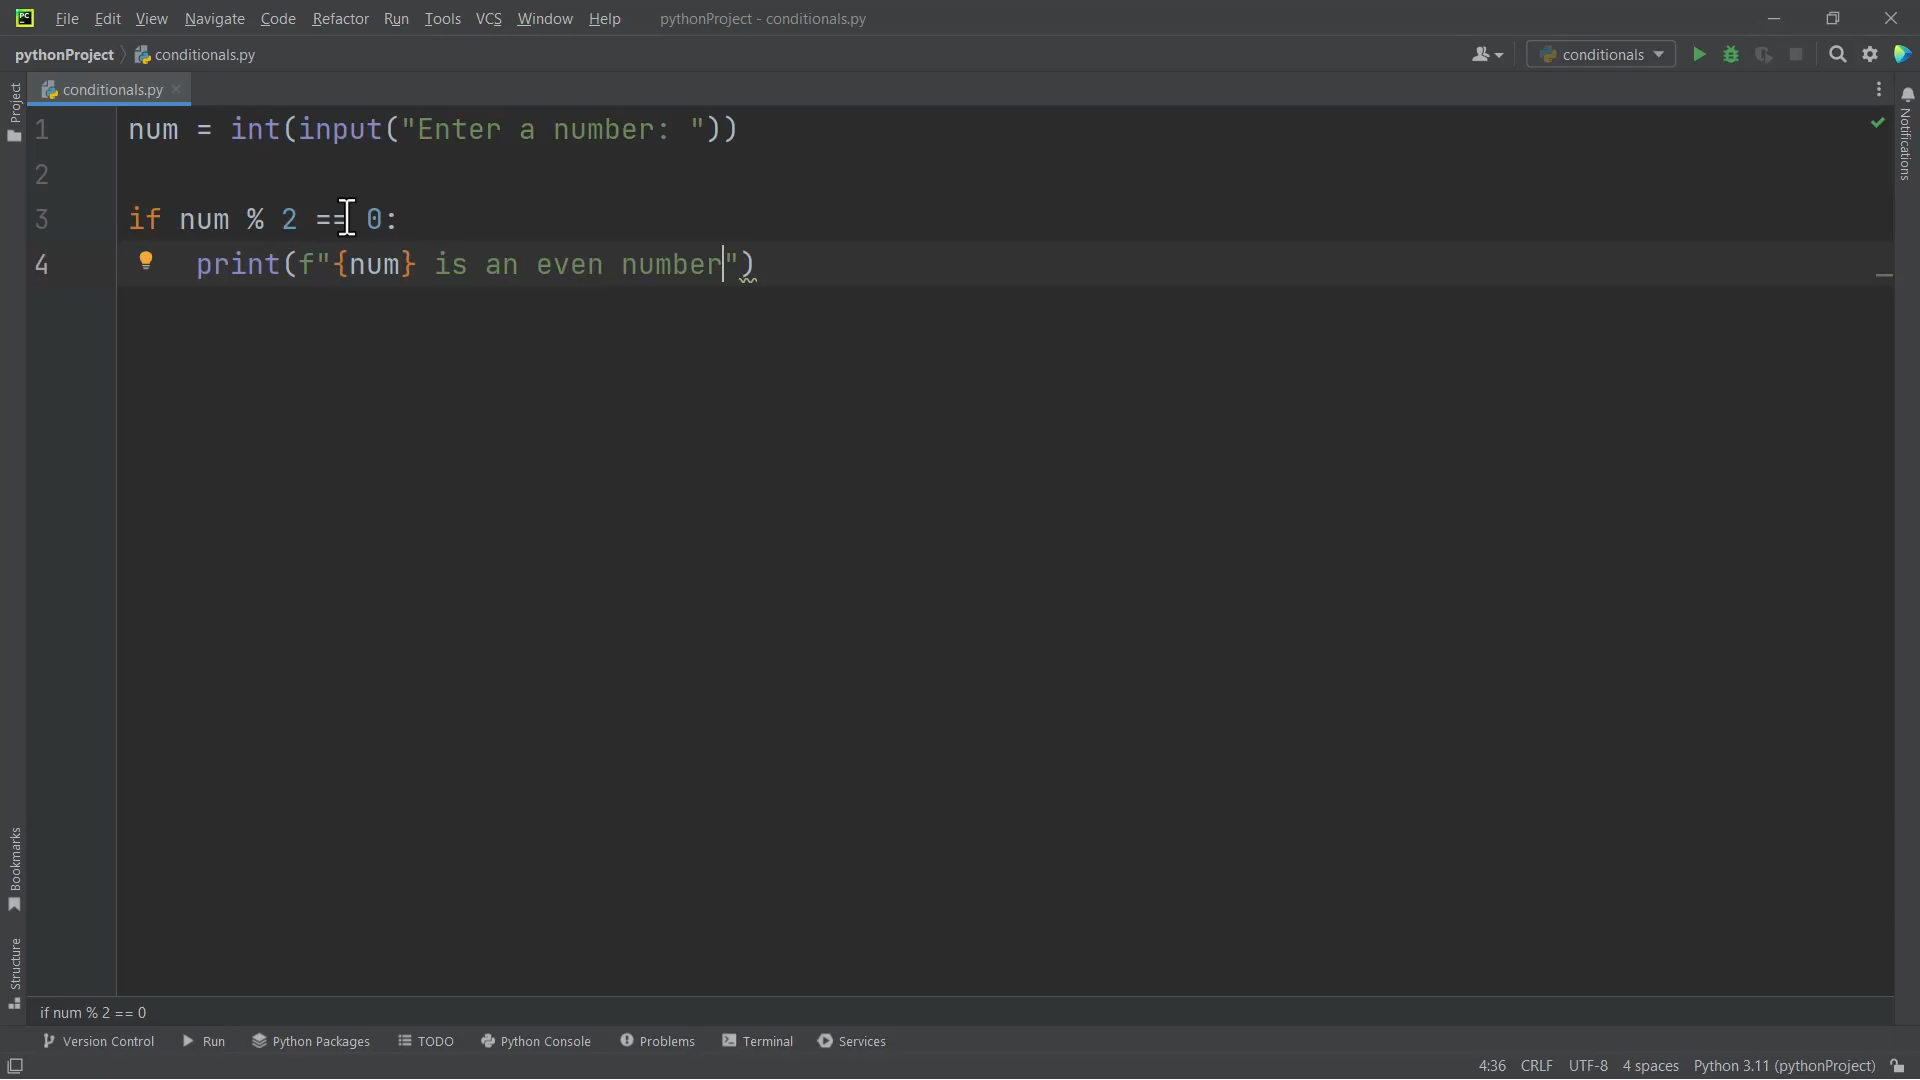 PC File Edit View Navigate Code Refactor Run Tools VCS Window Help pythonProject - conditionals.py
pythonProject conditionals.py conditionals
Project
conditionals.py
Notifications
1 num = int(input("Enter a number: "))
2
3 if num % 2 == 0:
4 print(f"{num} is an even number")
Bookmarks
Structure
if num % 2 == 0
Version Control Run Python Packages TODO Python Console Problems Terminal Services
4:36 CRLF UTF-8 4 spaces Python 3.11 (pythonProject)